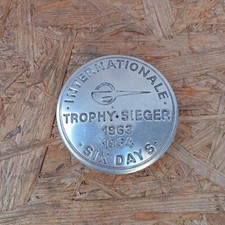 · INTERNATIONALE ·
TROPHY · SIEGER
1963
1964
· SIX DAYS ·